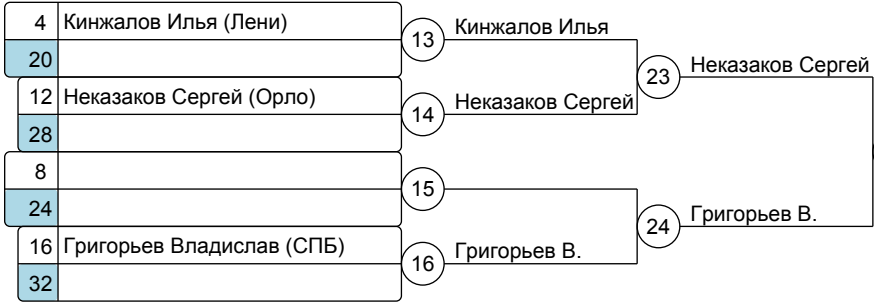 4 Кинжалов Илья (Лени)
20
13 Кинжалов Илья
12 Неказаков Сергей (Орло)
28
14 Неказаков Сергей
23 Неказаков Сергей
8
24
15
16 Григорьев Владислав (СПБ)
32
16 Григорьев В.
24 Григорьев В.